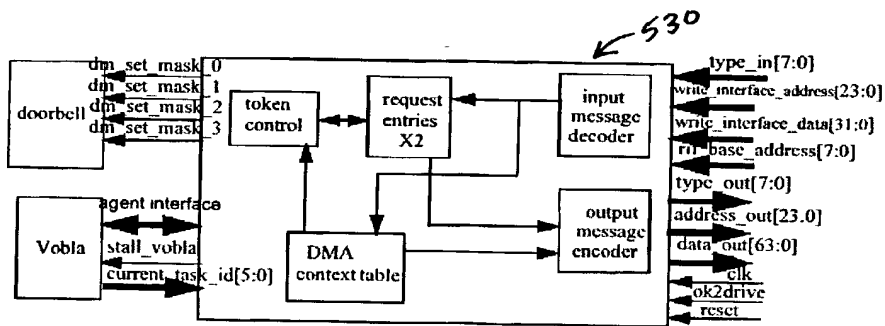 530
dm_set_mask_0
dm_set_mask_1
dm_set_mask_2
dm_set_mask_3
doorbell
token
control
request
entries
X2
input
message
decoder
type_in[7:0]
write_interface_address[23:0]
write_interface_data[31:0]
rif_base_address[7:0]
type_out[7:0]
address_out[23.0]
data_out[63:0]
clk
ok2drive
reset
agent interface
Vobla
stall_vobla
current_task_id[5:0]
DMA
context table
output
message
encoder